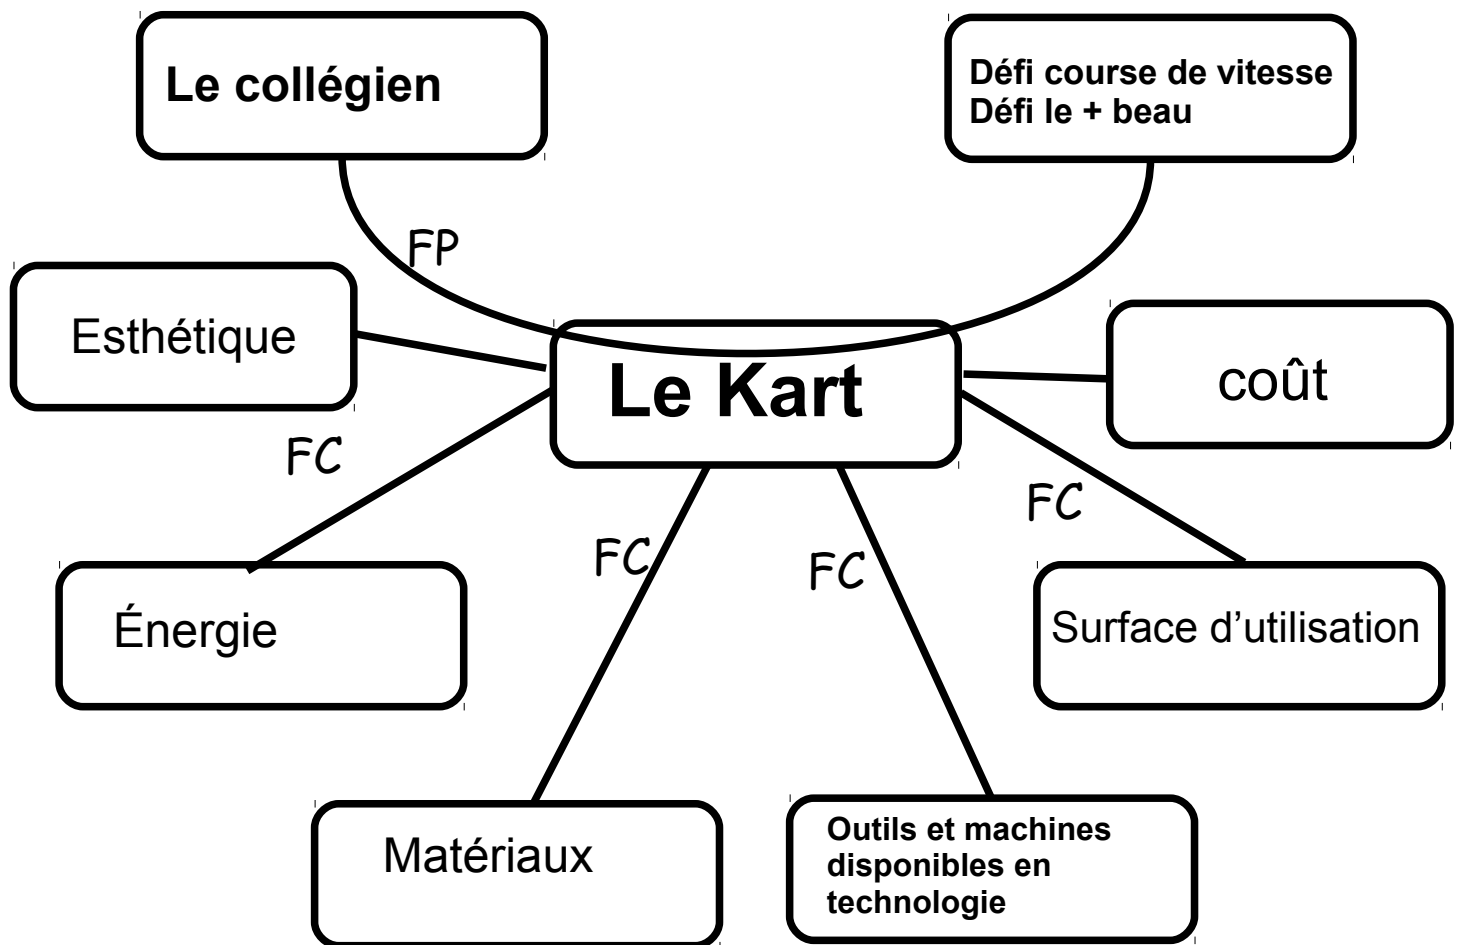 Le collégien
Défi course de vitesse
Défi le + beau
FP
Esthétique
Le Kart
coût
FC
FC
FC
FC
Énergie
Surface d’utilisation
Matériaux
Outils et machines
disponibles en
technologie